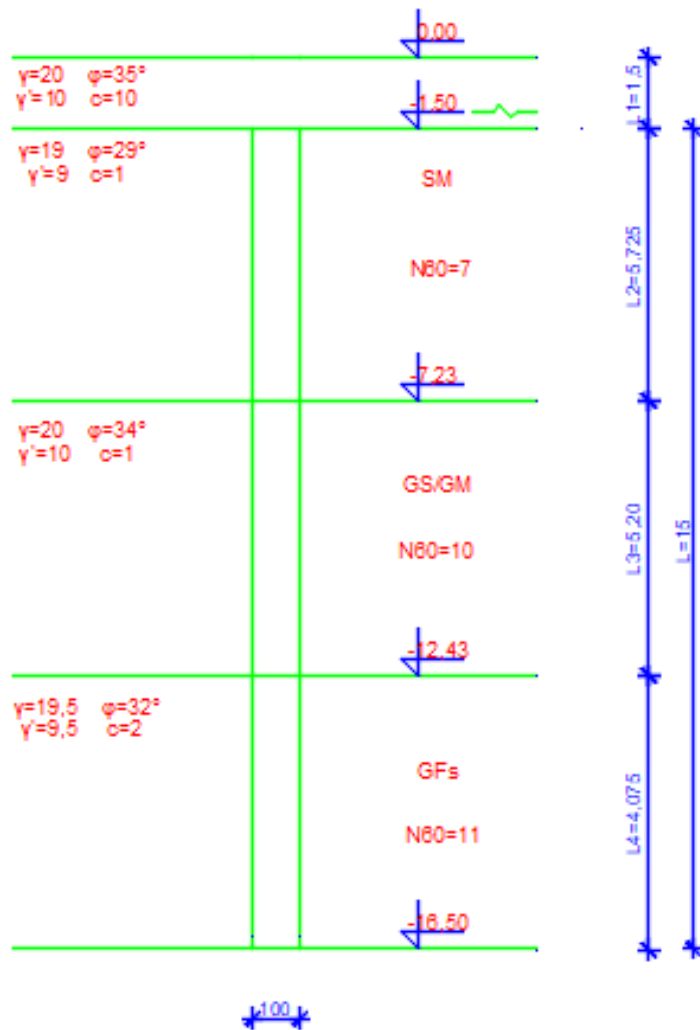 0,00
γ=20 φ=35°
γ'=10 c=10
-1,50
L1=1,5
γ=19 φ=29°
γ'=9 c=1
SM
N60=7
L2=5,725
-7,23
γ=20 φ=34°
γ'=10 c=1
GS/GM
N60=10
L3=5,20
L=15
-12,43
γ=19,5 φ=32°
γ'=9,5 c=2
GFs
N60=11
L4=4,075
-16,50
100